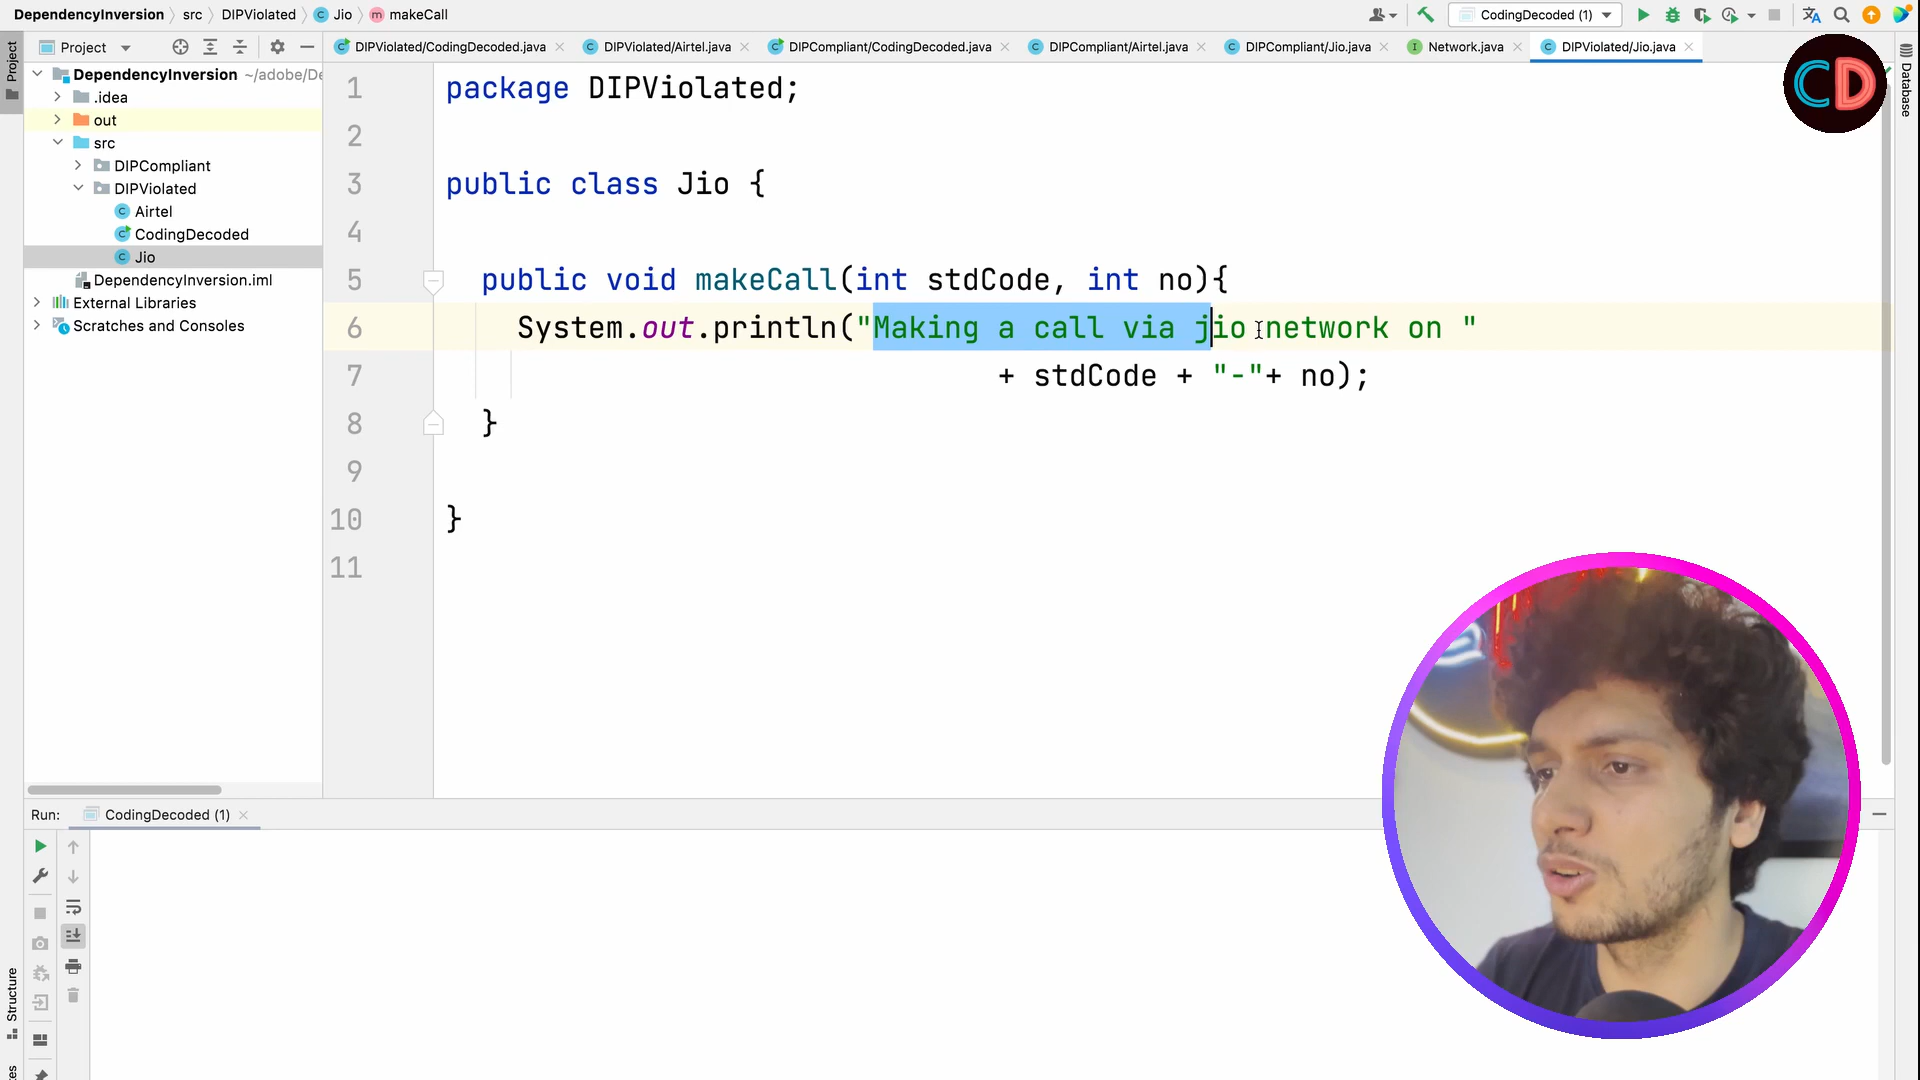 DependencyInversion src DIPViolated Jio makeCall CodingDecoded (1)
Project
Project DIPViolated/CodingDecoded.java DIPViolated/Airtel.java DIPCompliant/CodingDecoded.java DIPCompliant/Airtel.java DIPCompliant/Jio.java Network.java DIPViolated/Jio.java
DependencyInversion ~/adobe/De
.idea
out
src
DIPCompliant
DIPViolated
Airtel
CodingDecoded
Jio
DependencyInversion.iml
External Libraries
Scratches and Consoles
1 package DIPViolated;
2
3 public class Jio {
4
5 public void makeCall(int stdCode, int no){
6 System.out.println("Making a call via jio network on "
7 + stdCode + "-"+ no);
8 }
9
10 }
11
CD
Database
Run: CodingDecoded (1)
Structure